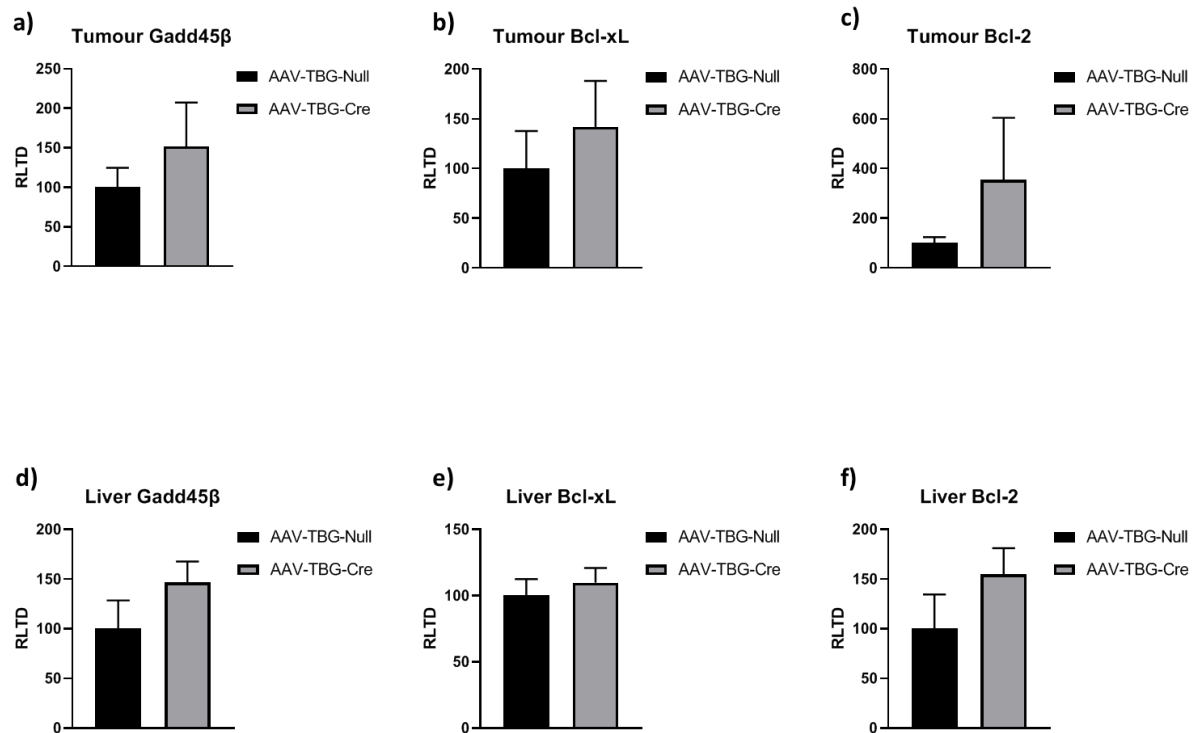 a)
Tumour Gadd45β
250
200
150
100
50
0
RLTD
AAV-TBG-Null
AAV-TBG-Cre
b)
Tumour Bcl-xL
200
150
100
50
0
RLTD
AAV-TBG-Null
AAV-TBG-Cre
c)
Tumour Bcl-2
800
600
400
200
0
RLTD
AAV-TBG-Null
AAV-TBG-Cre
d)
Liver Gadd45β
200
150
100
50
0
RLTD
AAV-TBG-Null
AAV-TBG-Cre
e)
Liver Bcl-xL
150
100
50
0
RLTD
AAV-TBG-Null
AAV-TBG-Cre
f)
Liver Bcl-2
200
150
100
50
0
RLTD
AAV-TBG-Null
AAV-TBG-Cre